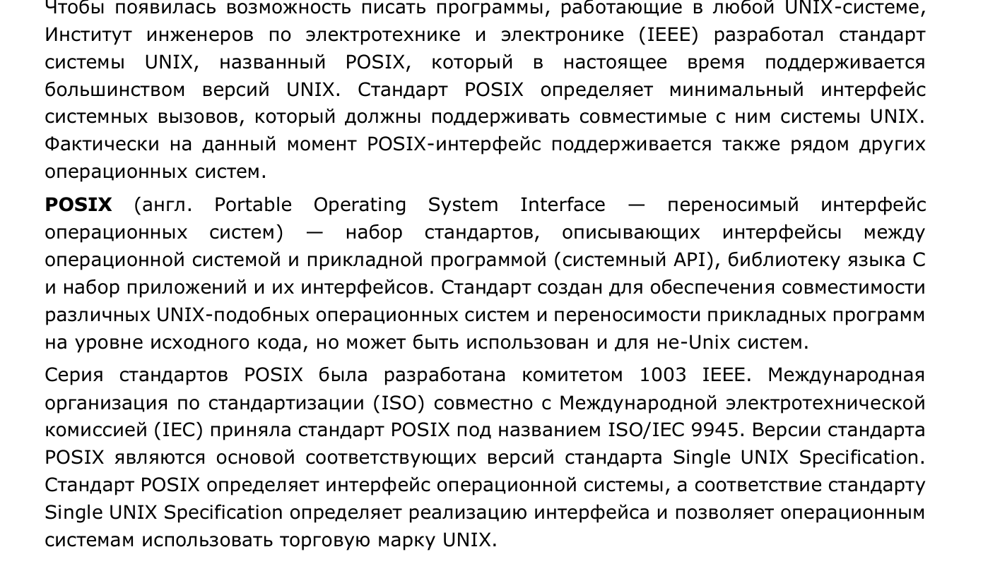 Чтобы появилась возможность писать программы, работающие в любой UNIX-системе,
Институт инженеров по электротехнике и электронике (IEEE) разработал стандарт
системы UNIX, названный POSIX, который в настоящее время поддерживается
большинством версий UNIX. Стандарт POSIX определяет минимальный интерфейс
системных вызовов, который должны поддерживать совместимые с ним системы UNIX.
Фактически на данный момент POSIX-интерфейс поддерживается также рядом других
операционных систем.
POSIX (англ. Portable Operating System Interface — переносимый интерфейс
операционных систем) — набор стандартов, описывающих интерфейсы между
операционной системой и прикладной программой (системный API), библиотеку языка C
и набор приложений и их интерфейсов. Стандарт создан для обеспечения совместимости
различных UNIX-подобных операционных систем и переносимости прикладных программ
на уровне исходного кода, но может быть использован и для не-Unix систем.
Серия стандартов POSIX была разработана комитетом 1003 IEEE. Международная
организация по стандартизации (ISO) совместно с Международной электротехнической
комиссией (IEC) приняла стандарт POSIX под названием ISO/IEC 9945. Версии стандарта
POSIX являются основой соответствующих версий стандарта Single UNIX Specification.
Стандарт POSIX определяет интерфейс операционной системы, а соответствие стандарту
Single UNIX Specification определяет реализацию интерфейса и позволяет операционным
системам использовать торговую марку UNIX.